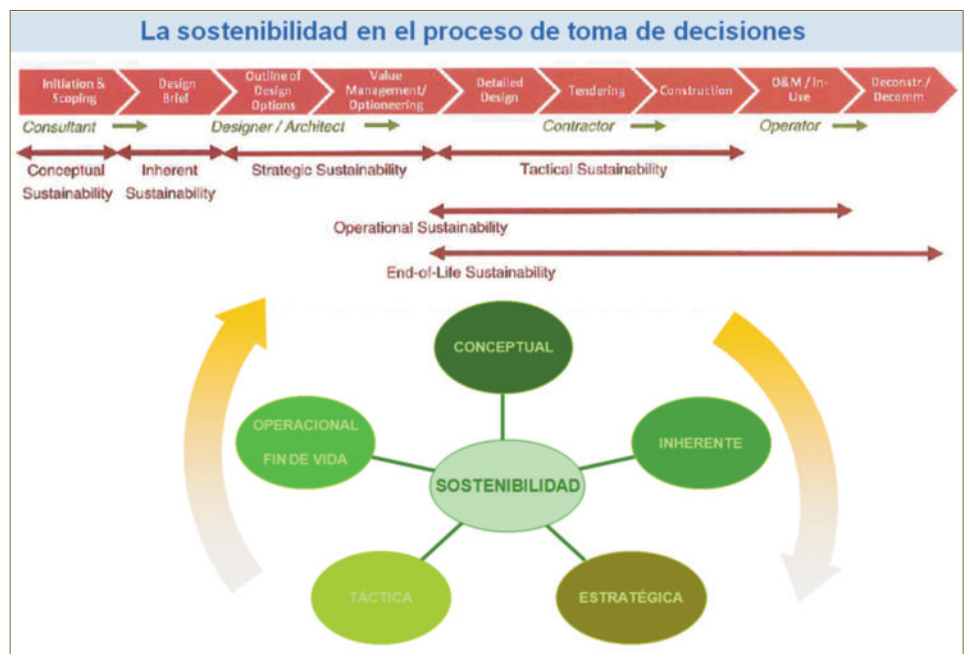 La sostenibilidad en el proceso de toma de decisiones
Initiation &
Scoping
Design
Brief
Outline of
Design
Options
Value
Management/
Optioneering
Detailed
Design
Tendering
Construction
O&M / In-
Use
Deconstr./
Decomm.
Consultant
Designer / Architect
Contractor
Operator
Conceptual
Sustainability
Inherent
Sustainability
Strategic Sustainability
Tactical Sustainability
Operational Sustainability
End-of-Life Sustainability
CONCEPTUAL
OPERACIONAL
FIN DE VIDA
INHERENTE
SOSTENIBILIDAD
TÁCTICA
ESTRATÉGICA